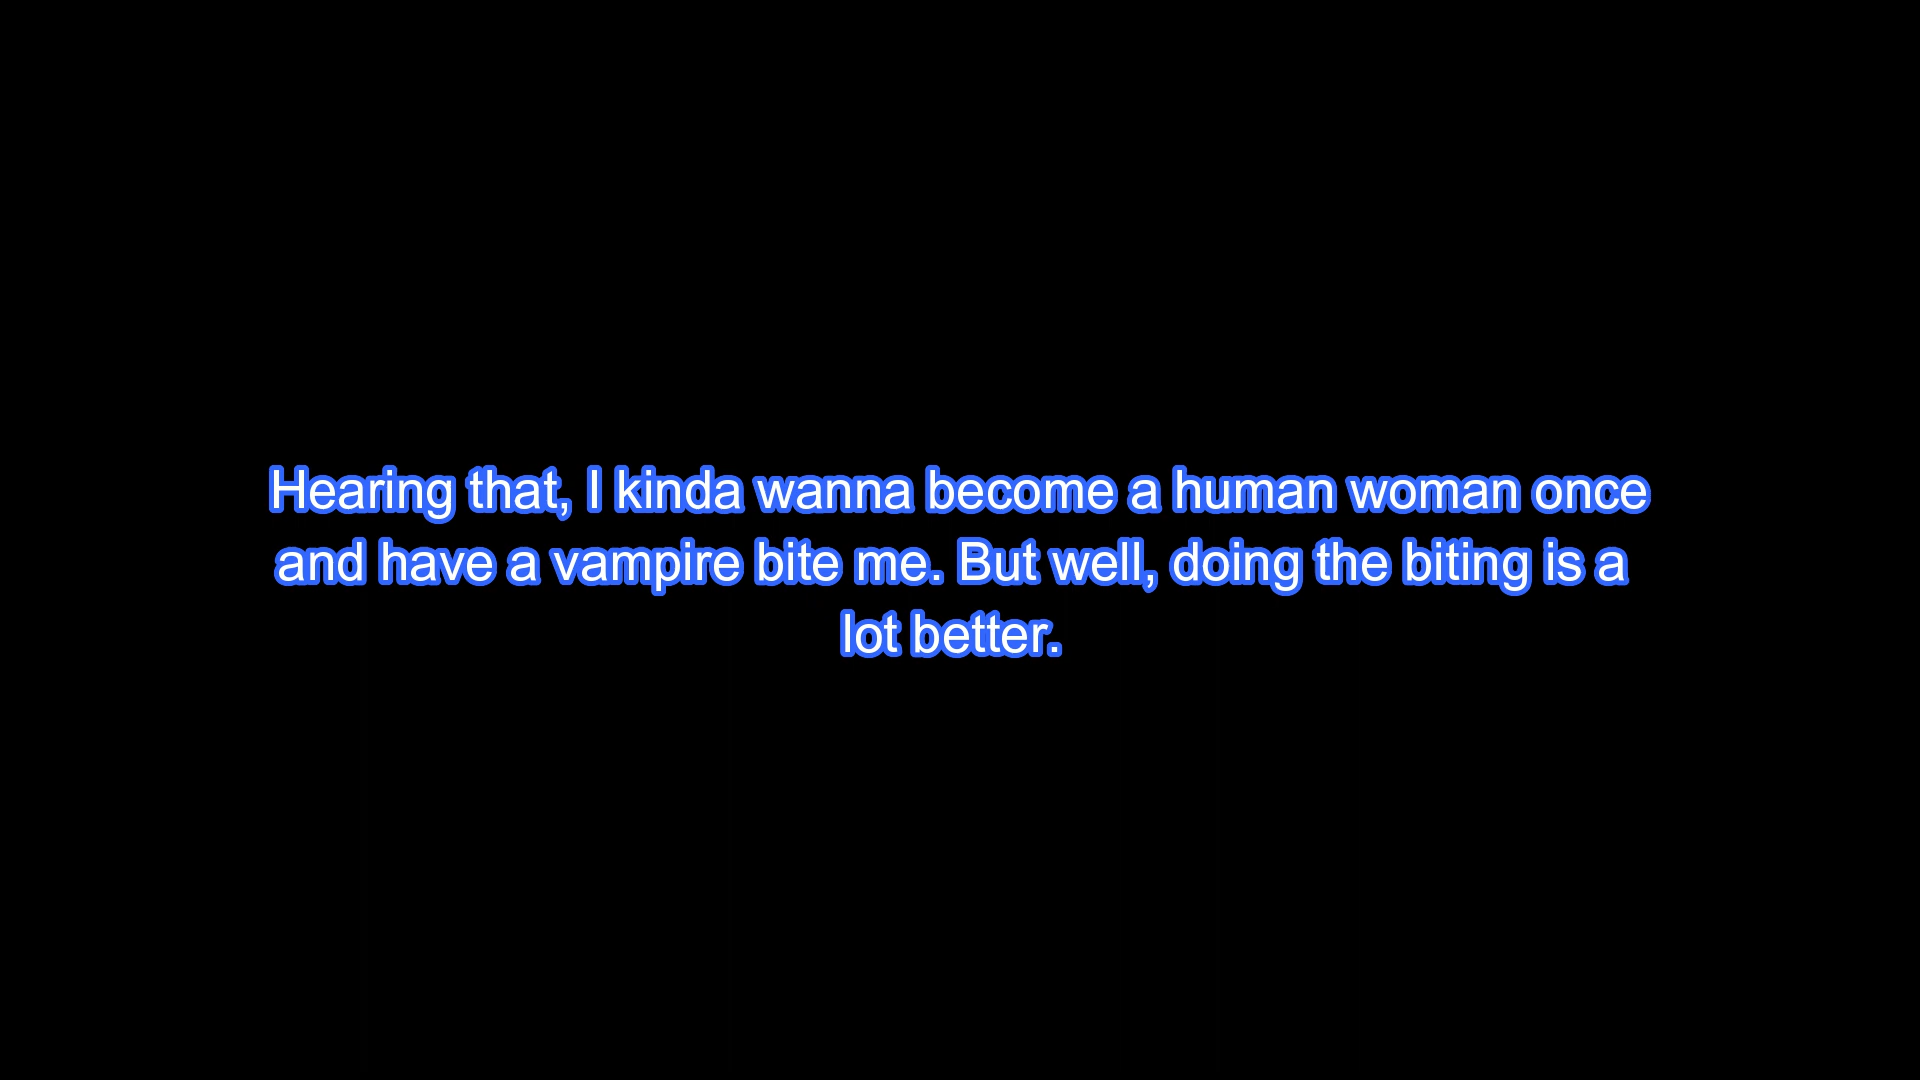 Hearing that, I kinda wanna become a human woman once
and have a vampire bite me. But well, doing the biting is a
lot better.